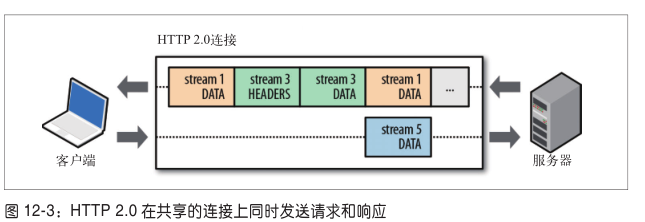 HTTP 2.0连接
stream 1
DATA
stream 3
HEADERS
stream 3
DATA
stream 1
DATA
...
stream 5
DATA
客户端
服务器
图 12-3：HTTP 2.0 在共享的连接上同时发送请求和响应